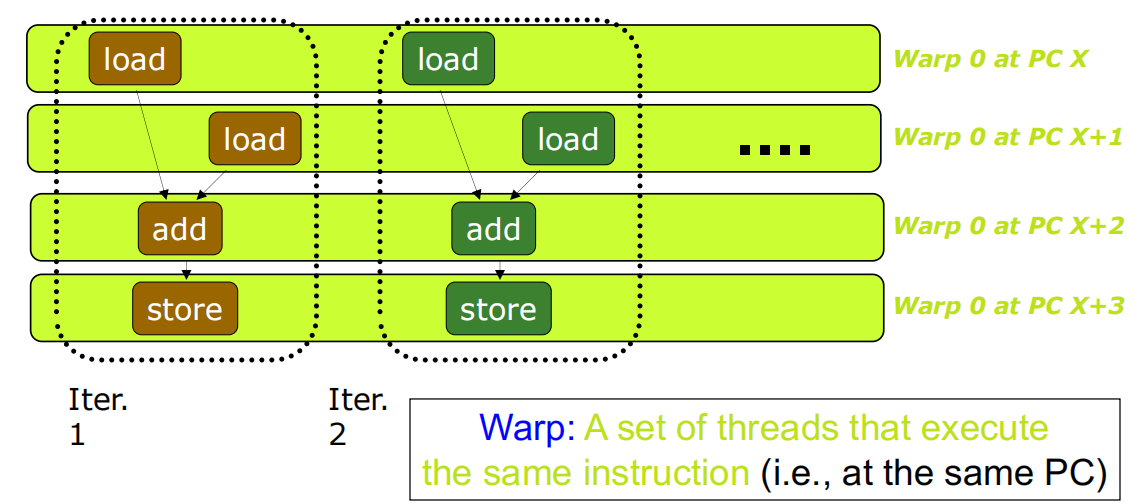 load load Warp 0 at PC X
load load Warp 0 at PC X+1
add add Warp 0 at PC X+2
store store Warp 0 at PC X+3
Iter. Iter.
1 2
Warp: A set of threads that execute
the same instruction (i.e., at the same PC)